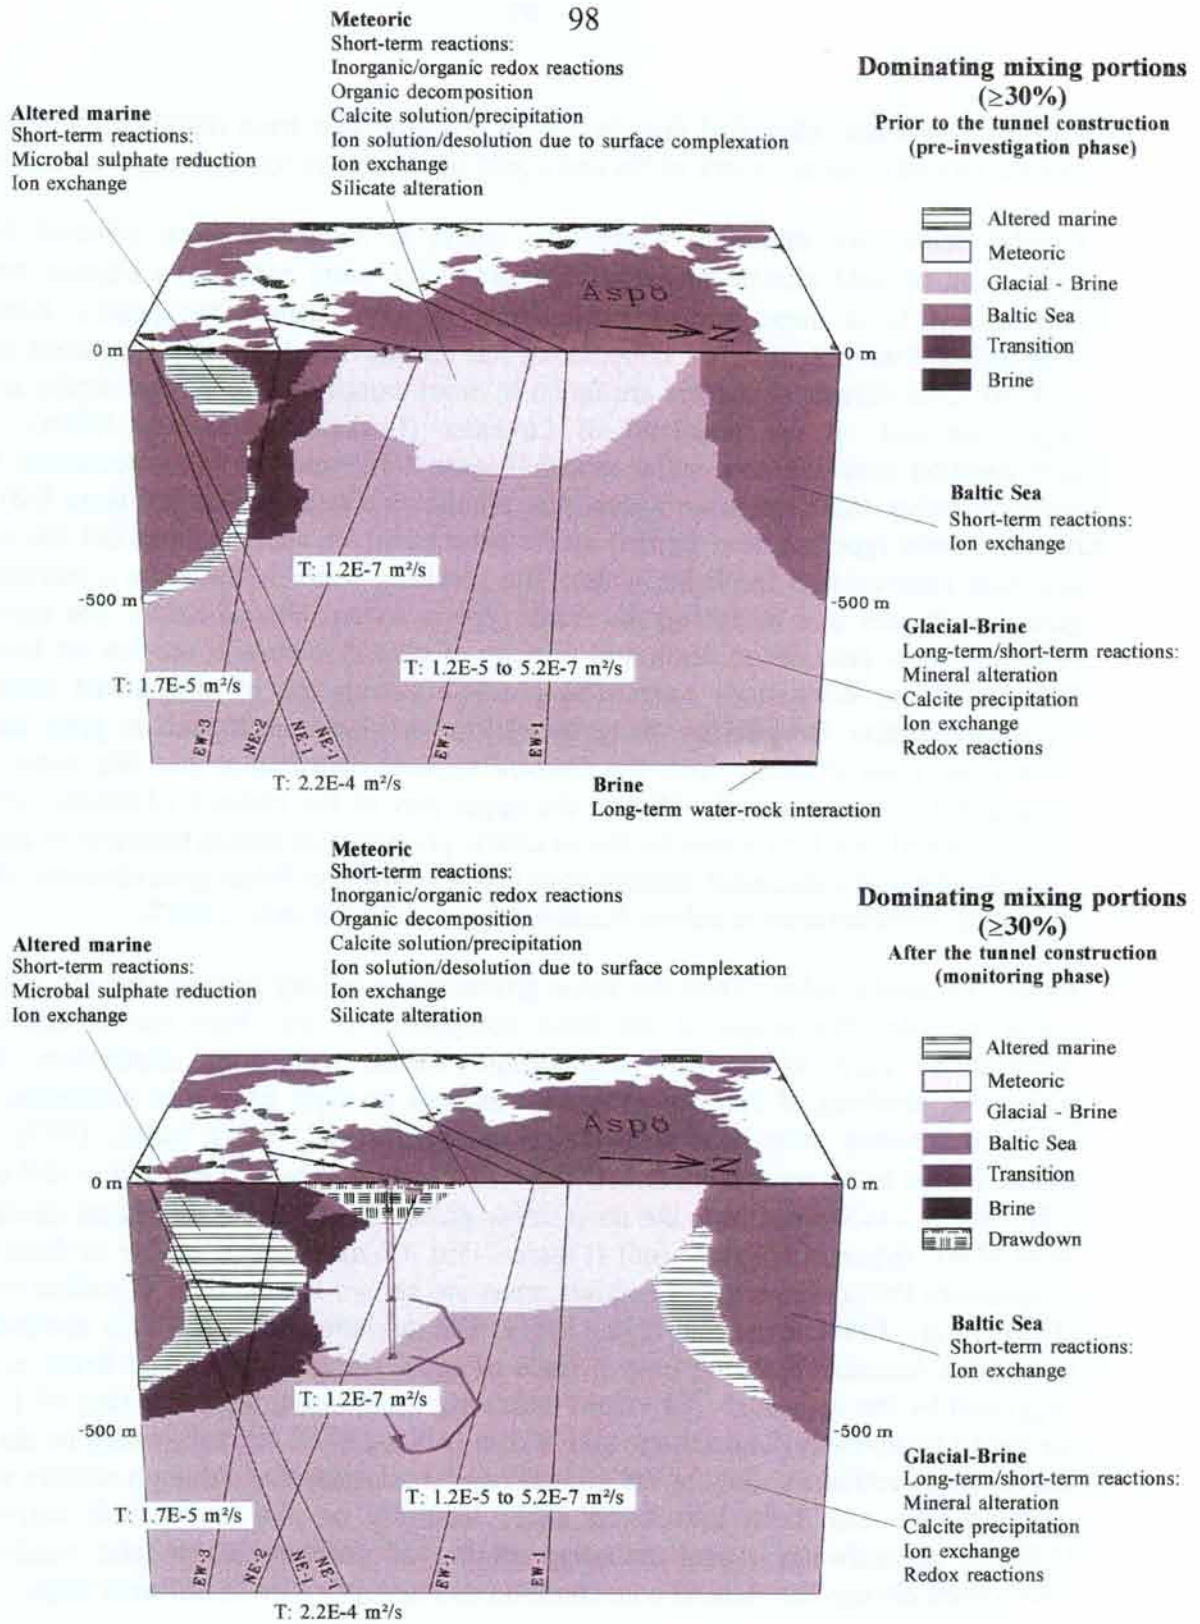 98
Meteoric
Short-term reactions:
Inorganic/organic redox reactions
Organic decomposition
Calcite solution/precipitation
Ion solution/desolution due to surface complexation
Ion exchange
Silicate alteration
Altered marine
Short-term reactions:
Microbal sulphate reduction
Ion exchange
Dominating mixing portions
(≥30%)
Prior to the tunnel construction
(pre-investigation phase)
Altered marine
Meteoric
Glacial - Brine
Baltic Sea
Transition
Brine
Äspö
N
0 m
0 m
Baltic Sea
Short-term reactions:
Ion exchange
T: 1.2E-7 m²/s
-500 m
-500 m
Glacial-Brine
Long-term/short-term reactions:
Mineral alteration
Calcite precipitation
Ion exchange
Redox reactions
T: 1.2E-5 to 5.2E-7 m²/s
T: 1.7E-5 m²/s
EW-3
NE-2
NE-1
NE-1
EW-1
EW-1
T: 2.2E-4 m²/s
Brine
Long-term water-rock interaction
Meteoric
Short-term reactions:
Inorganic/organic redox reactions
Organic decomposition
Calcite solution/precipitation
Ion solution/desolution due to surface complexation
Ion exchange
Silicate alteration
Altered marine
Short-term reactions:
Microbal sulphate reduction
Ion exchange
Dominating mixing portions
(≥30%)
After the tunnel construction
(monitoring phase)
Altered marine
Meteoric
Glacial - Brine
Baltic Sea
Transition
Brine
Drawdown
Äspö
N
0 m
0 m
Baltic Sea
Short-term reactions:
Ion exchange
T: 1.2E-7 m²/s
-500 m
-500 m
Glacial-Brine
Long-term/short-term reactions:
Mineral alteration
Calcite precipitation
Ion exchange
Redox reactions
T: 1.2E-5 to 5.2E-7 m²/s
T: 1.7E-5 m²/s
EW-3
NE-2
NE-1
NE-1
EW-1
EW-1
T: 2.2E-4 m²/s